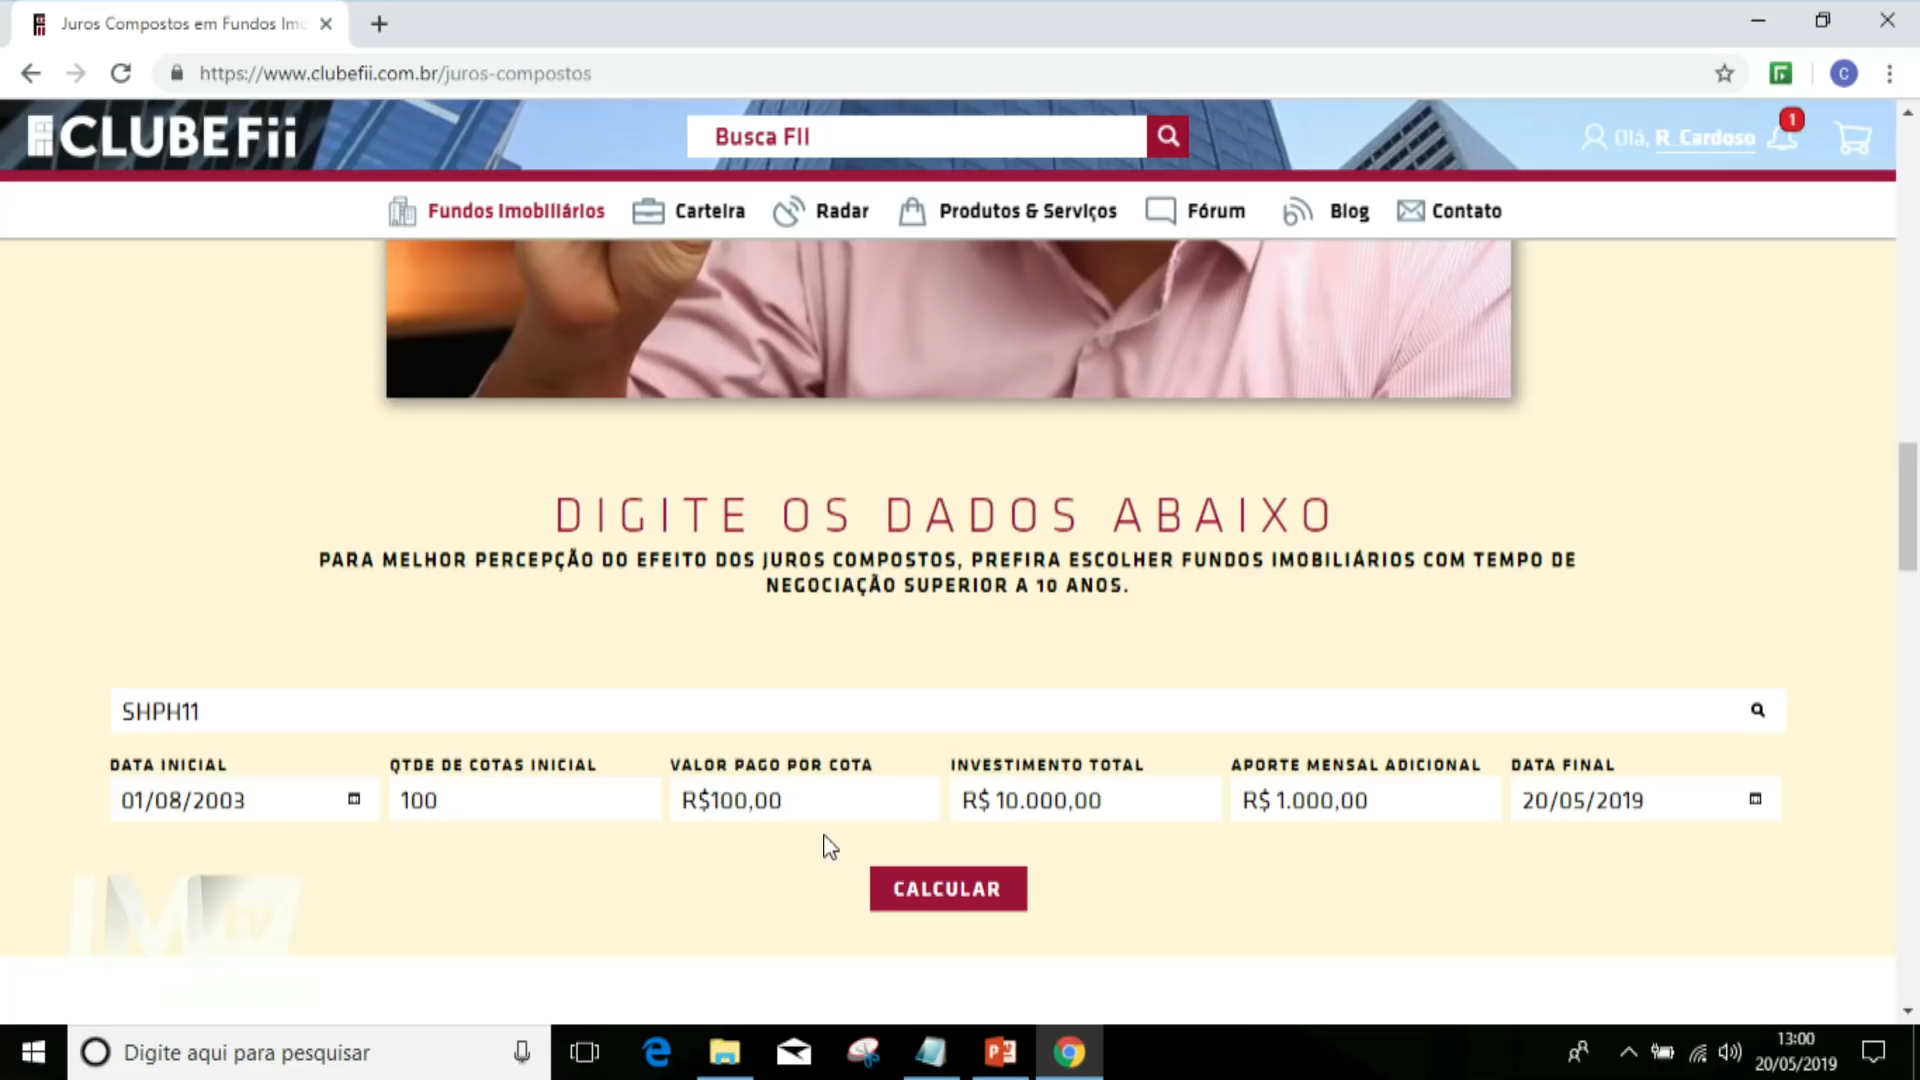 Juros Compostos em Fundos Imo
https://www.clubefii.com.br/juros-compostos
C
CLUBEFii
Busca FII
Olá, R_Cardoso
1
Fundos Imobiliários
Carteira
Radar
Produtos & Serviços
Fórum
Blog
Contato
DIGITE OS DADOS ABAIXO
PARA MELHOR PERCEPÇÃO DO EFEITO DOS JUROS COMPOSTOS, PREFIRA ESCOLHER FUNDOS IMOBILIÁRIOS COM TEMPO DE
NEGOCIAÇÃO SUPERIOR A 10 ANOS.
SHPH11
DATA INICIAL
QTDE DE COTAS INICIAL
VALOR PAGO POR COTA
INVESTIMENTO TOTAL
APORTE MENSAL ADICIONAL
DATA FINAL
01/08/2003
100
R$100,00
R$ 10.000,00
R$ 1.000,00
20/05/2019
CALCULAR
Digite aqui para pesquisar
13:00
20/05/2019